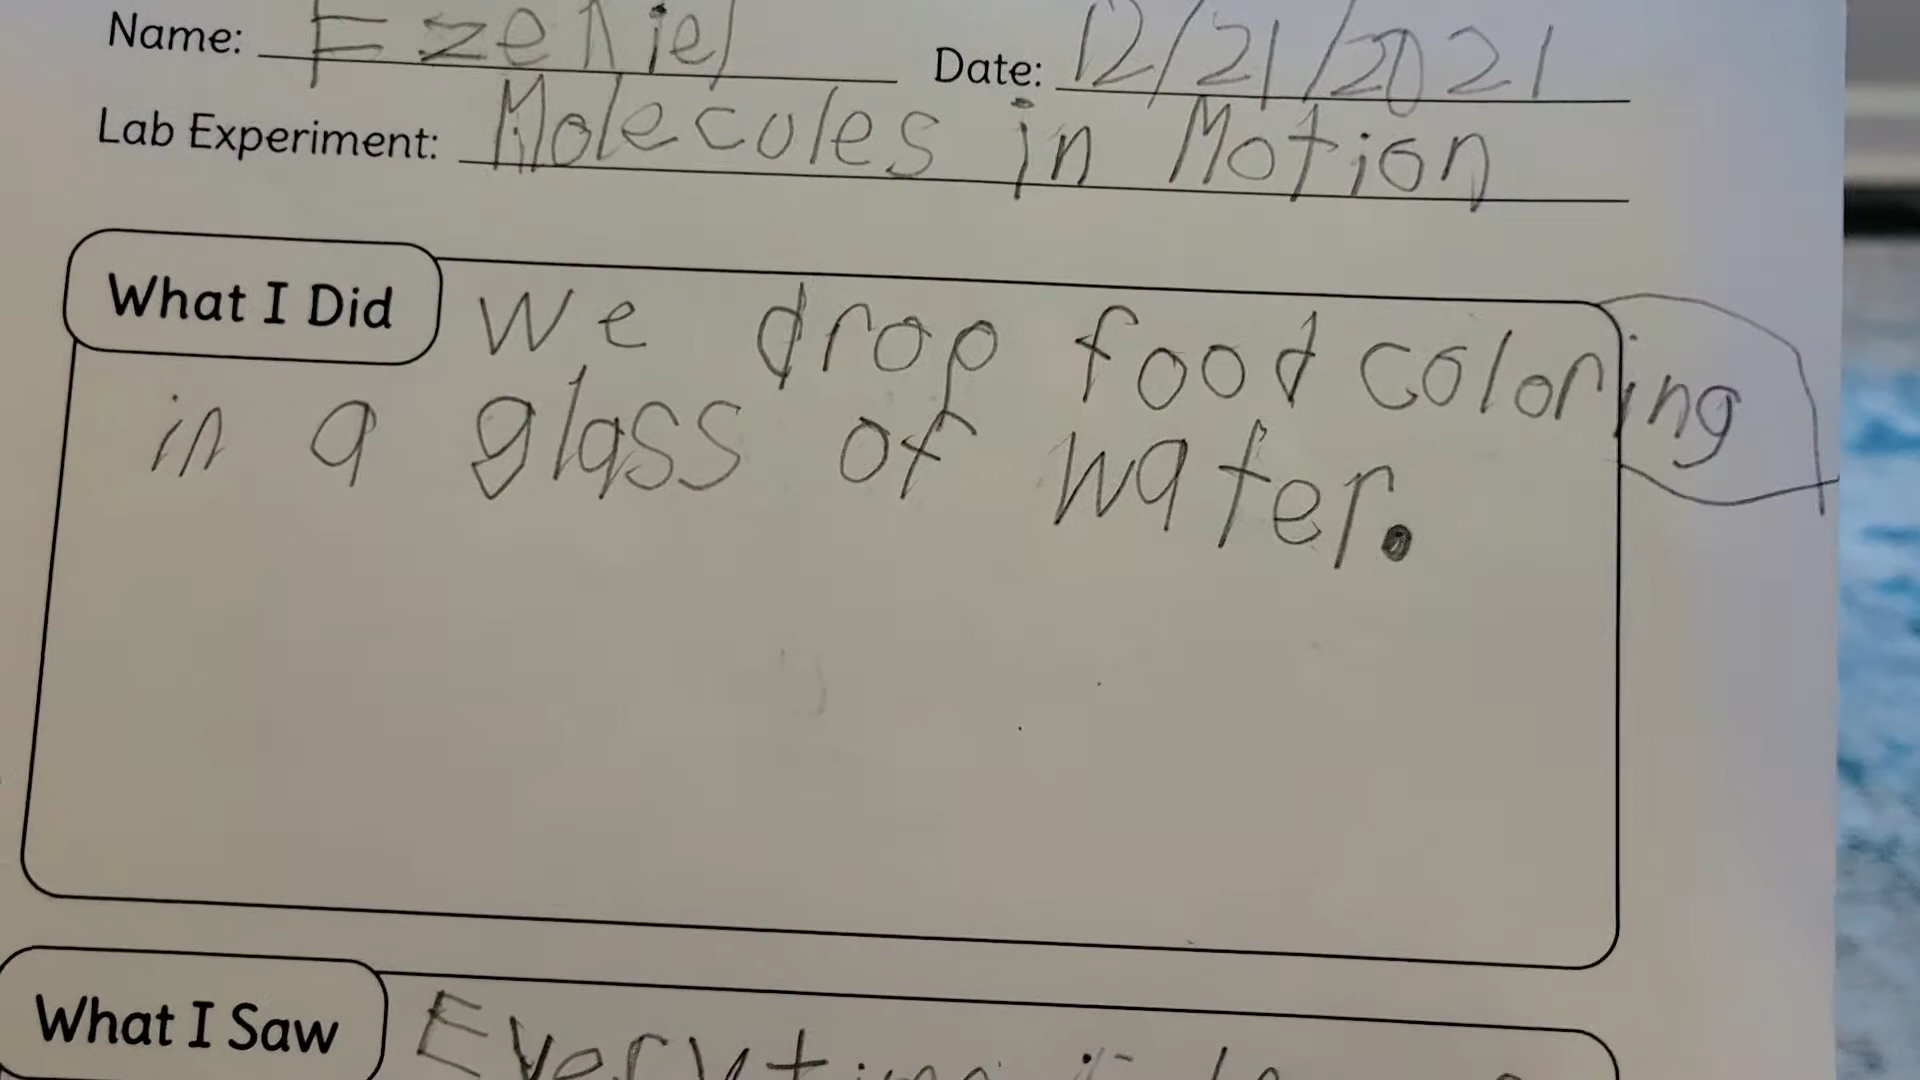 Name: Ezekiel Date: 12/21/2021
Lab Experiment: Molecules in Motion
What I Did We drop food coloring
in a glass of water.
What I Saw